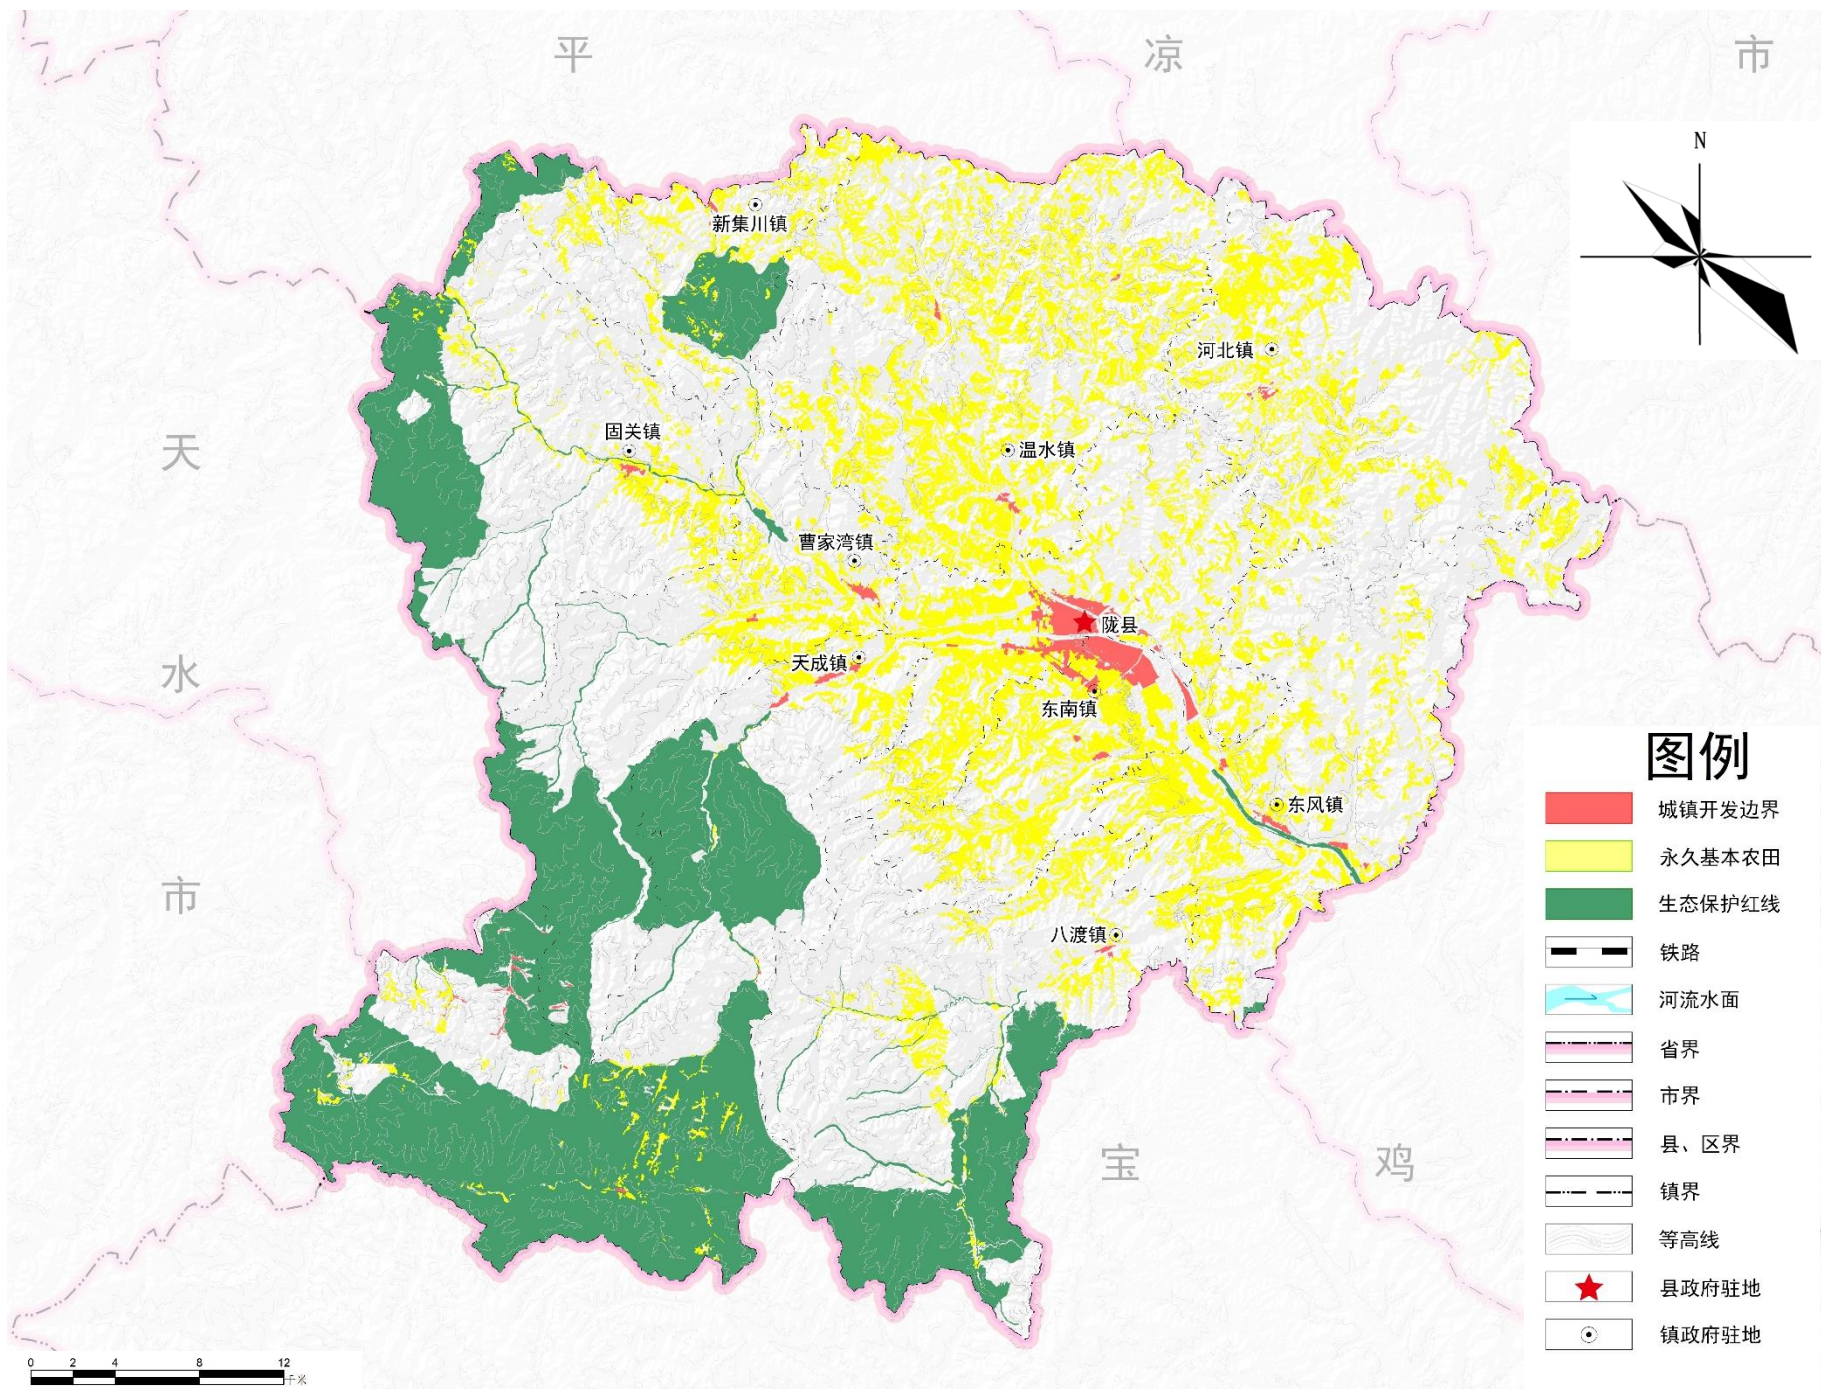 平 凉 市
N
新集川镇
河北镇
固关镇
温水镇
天
曹家湾镇
陇县
天成镇
水
东南镇
图例
城镇开发边界
东风镇
永久基本农田
市
生态保护红线
八渡镇
铁路
河流水面
省界
市界
县、区界
宝 鸡
镇界
等高线
县政府驻地
镇政府驻地
0 2 4 8 12
千米